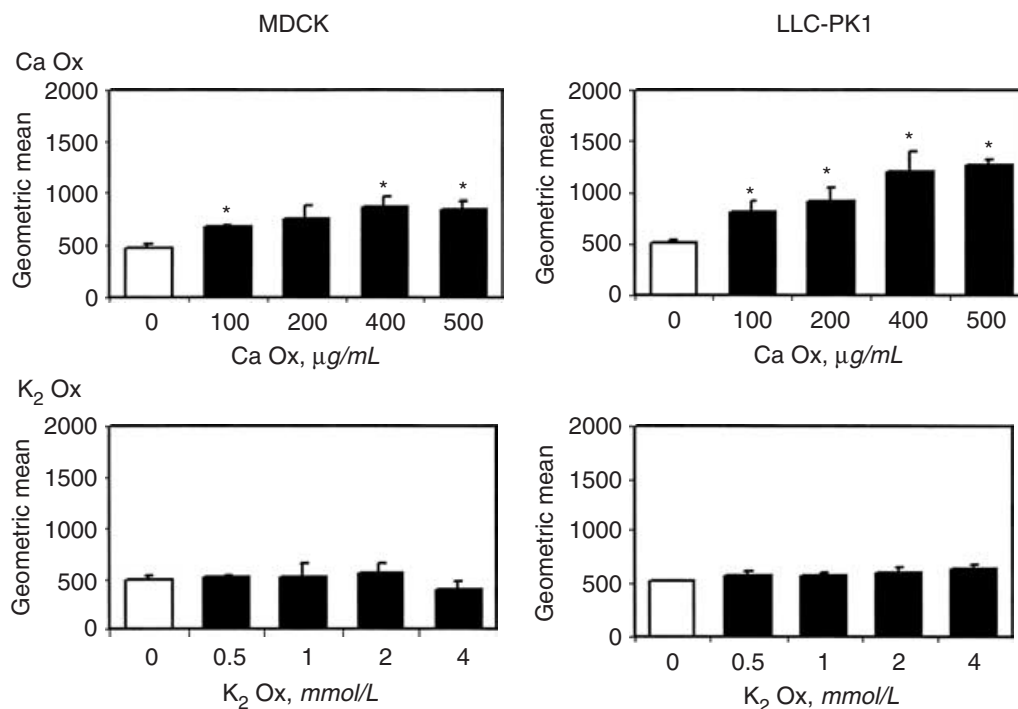 MDCK
LLC-PK1
Ca Ox
Geometric mean
2000
1500
1000
500
0
*
*
*
0 100 200 400 500
Ca Ox, μg/mL
Geometric mean
2000
1500
1000
500
0
*
*
*
*
0 100 200 400 500
Ca Ox, μg/mL
K₂ Ox
Geometric mean
2000
1500
1000
500
0
0 0.5 1 2 4
K₂ Ox, mmol/L
Geometric mean
2000
1500
1000
500
0
0 0.5 1 2 4
K₂ Ox, mmol/L